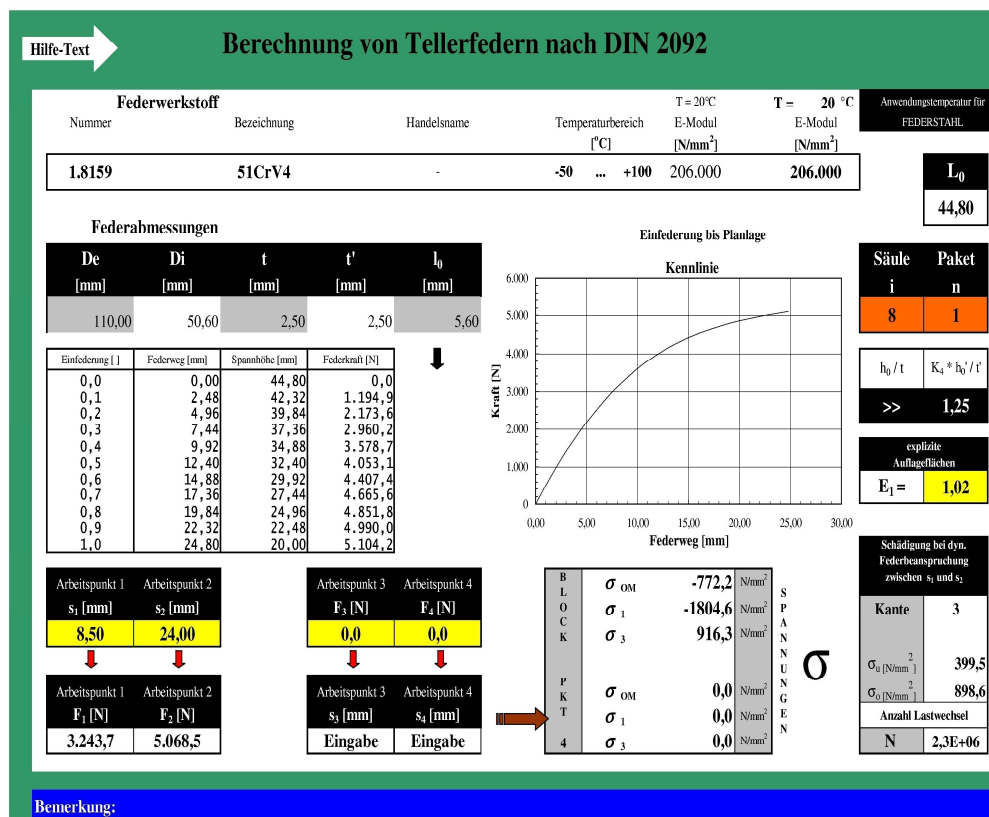 Hilfe-Text
Berechnung von Tellerfedern nach DIN 2092
Federwerkstoff
T = 20°C
T = 20 °C
Anwendungstemperatur für
FEDERSTAHL
Nummer
Bezeichnung
Handelsname
Temperaturbereich
[°C]
E-Modul
[N/mm²]
E-Modul
[N/mm²]
1.8159 51CrV4 - -50 ... +100 206.000 206.000
L₀
44,80
Federabmessungen
De Di t t' l₀
[mm] [mm] [mm] [mm] [mm]
110,00 50,60 2,50 2,50 5,60
Einfederung [ ] Federweg [mm] Spannhöhe [mm] Federkraft [N]
0,0 0,00 44,80 0,0
0,1 2,48 42,32 1.194,9
0,2 4,96 39,84 2.173,6
0,3 7,44 37,36 2.960,2
0,4 9,92 34,88 3.578,7
0,5 12,40 32,40 4.053,1
0,6 14,88 29,92 4.407,4
0,7 17,36 27,44 4.665,6
0,8 19,84 24,96 4.851,8
0,9 22,32 22,48 4.990,0
1,0 24,80 20,00 5.104,2
Einfederung bis Planlage
Kennlinie
Kraft [N]
6.000
5.000
4.000
3.000
2.000
1.000
0
0,00 5,00 10,00 15,00 20,00 25,00 30,00
Federweg [mm]
Säule Paket
i n
8 1
h₀ / t K₄ * h₀' / t'
>> 1,25
explizite
Auflageflächen
E₁ = 1,02
Arbeitspunkt 1 Arbeitspunkt 2
s₁ [mm] s₂ [mm]
8,50 24,00
Arbeitspunkt 1 Arbeitspunkt 2
F₁ [N] F₂ [N]
3.243,7 5.068,5
Arbeitspunkt 3 Arbeitspunkt 4
F₃ [N] F₄ [N]
0,0 0,0
Arbeitspunkt 3 Arbeitspunkt 4
s₃ [mm] s₄ [mm]
Eingabe Eingabe
BLOCK
σ OM -772,2 N/mm²
σ 1 -1804,6 N/mm²
σ 3 916,3 N/mm²
PKT 4
σ OM 0,0 N/mm²
σ 1 0,0 N/mm²
σ 3 0,0 N/mm²
SPANNUNGEN
σ
Schädigung bei dyn.
Federbeanspruchung
zwischen s₁ und s₂
Kante 3
σu [N/mm²] 399,5
σo [N/mm²] 898,6
Anzahl Lastwechsel
N 2,3E+06
Bemerkung: